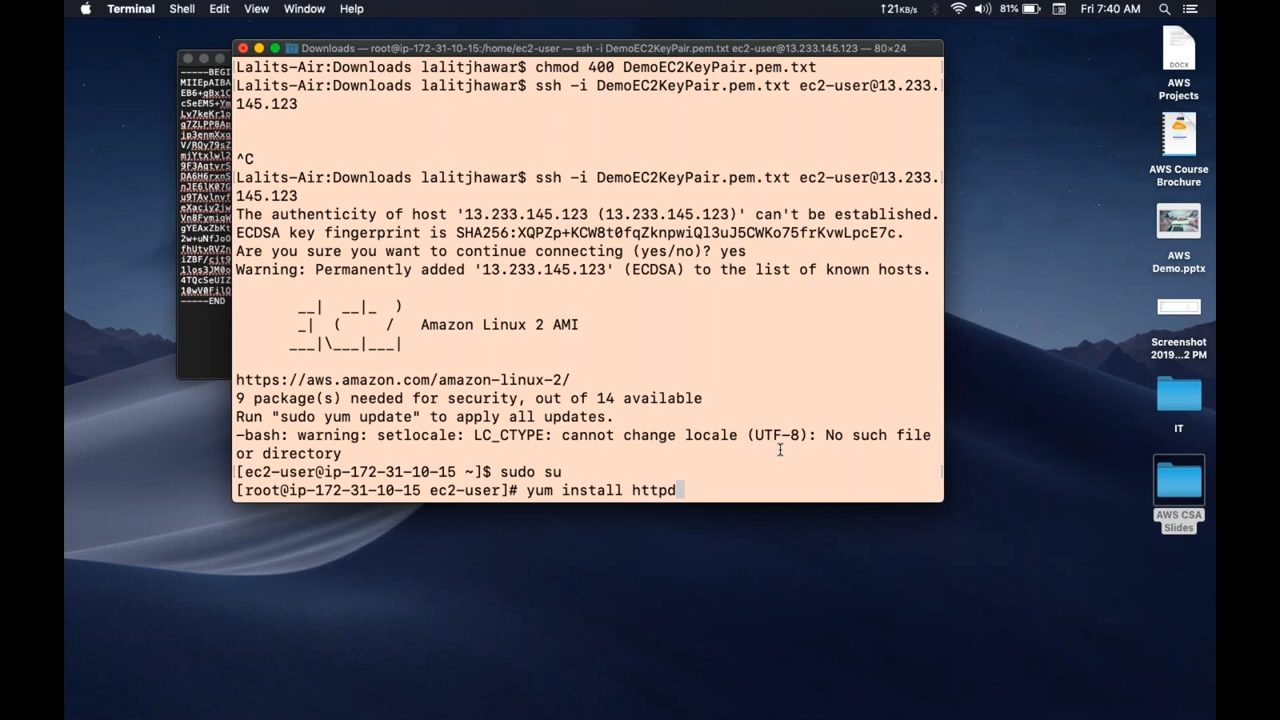 Terminal Shell Edit View Window Help ↑21KB/s 81% Fri 7:40 AM
Downloads — root@ip-172-31-10-15:/home/ec2-user — ssh -i DemoEC2KeyPair.pem.txt ec2-user@13.233.145.123 — 80×24
Lalits-Air:Downloads lalitjhawar$ chmod 400 DemoEC2KeyPair.pem.txt
Lalits-Air:Downloads lalitjhawar$ ssh -i DemoEC2KeyPair.pem.txt ec2-user@13.233.
145.123
^C
Lalits-Air:Downloads lalitjhawar$ ssh -i DemoEC2KeyPair.pem.txt ec2-user@13.233.
145.123
The authenticity of host '13.233.145.123 (13.233.145.123)' can't be established.
ECDSA key fingerprint is SHA256:XQPZp+KCW8t0fqZknpwiQl3uJ5CWKo75frKvwLpcE7c.
Are you sure you want to continue connecting (yes/no)? yes
Warning: Permanently added '13.233.145.123' (ECDSA) to the list of known hosts.
__|  __|_  )
_|  (     /   Amazon Linux 2 AMI
___|\___|___|
https://aws.amazon.com/amazon-linux-2/
9 package(s) needed for security, out of 14 available
Run "sudo yum update" to apply all updates.
-bash: warning: setlocale: LC_CTYPE: cannot change locale (UTF-8): No such file
or directory
[ec2-user@ip-172-31-10-15 ~]$ sudo su
[root@ip-172-31-10-15 ec2-user]# yum install httpd
-----BEGI
-----END
DOCX
AWS
Projects
AWS Course
Brochure
AWS
Demo.pptx
Screenshot
2019...2 PM
IT
AWS CSA
Slides